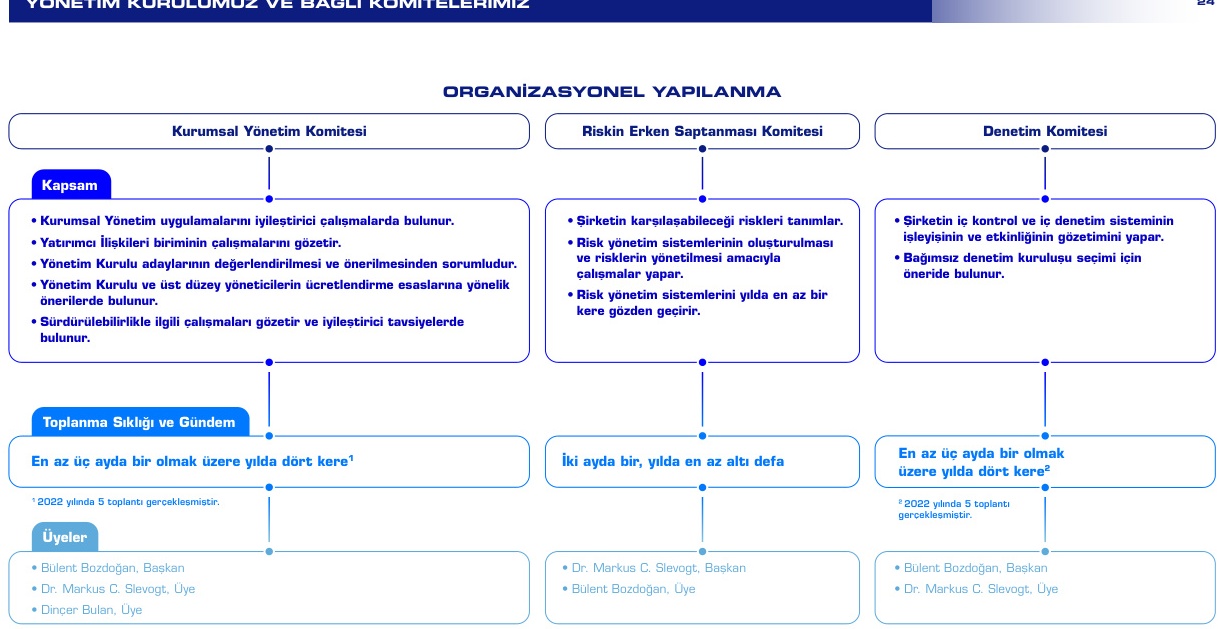 YÖNETİM KURULUMUZ VE BAĞLI KOMİTELERİMİZ
24
ORGANİZASYONEL YAPILANMA
Kurumsal Yönetim Komitesi
Riskin Erken Saptanması Komitesi
Denetim Komitesi
Kapsam
• Kurumsal Yönetim uygulamalarını iyileştirici çalışmalarda bulunur.
• Yatırımcı İlişkileri biriminin çalışmalarını gözetir.
• Yönetim Kurulu adaylarının değerlendirilmesi ve önerilmesinden sorumludur.
• Yönetim Kurulu ve üst düzey yöneticilerin ücretlendirme esaslarına yönelik
önerilerde bulunur.
• Sürdürülebilirlikle ilgili çalışmaları gözetir ve iyileştirici tavsiyelerde
bulunur.
• Şirketin karşılaşabileceği riskleri tanımlar.
• Risk yönetim sistemlerinin oluşturulması
ve risklerin yönetilmesi amacıyla
çalışmalar yapar.
• Risk yönetim sistemlerini yılda en az bir
kere gözden geçirir.
• Şirketin iç kontrol ve iç denetim sisteminin
işleyişinin ve etkinliğinin gözetimini yapar.
• Bağımsız denetim kuruluşu seçimi için
öneride bulunur.
Toplanma Sıklığı ve Gündem
En az üç ayda bir olmak üzere yılda dört kere¹
¹ 2022 yılında 5 toplantı gerçekleşmiştir.
İki ayda bir, yılda en az altı defa
En az üç ayda bir olmak
üzere yılda dört kere²
² 2022 yılında 5 toplantı
gerçekleşmiştir.
Üyeler
• Bülent Bozdoğan, Başkan
• Dr. Markus C. Slevogt, Üye
• Dinçer Bulan, Üye
• Dr. Markus C. Slevogt, Başkan
• Bülent Bozdoğan, Üye
• Bülent Bozdoğan, Başkan
• Dr. Markus C. Slevogt, Üye